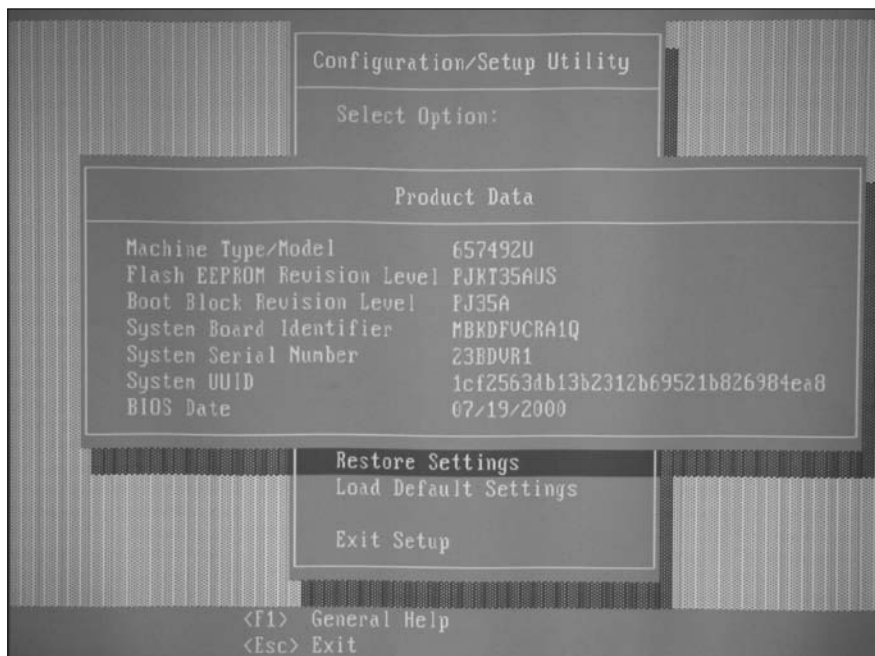 Configuration/Setup Utility
Select Option:
Product Data
Machine Type/Model 657492U
Flash EEPROM Revision Level PJKT35AUS
Boot Block Revision Level PJ35A
System Board Identifier MBKDFVCRA1Q
System Serial Number 23BDVR1
System UUID 1cf2563db13b2312b69521b826984ea8
BIOS Date 07/19/2000
Restore Settings
Load Default Settings
Exit Setup
<F1> General Help
<Esc> Exit